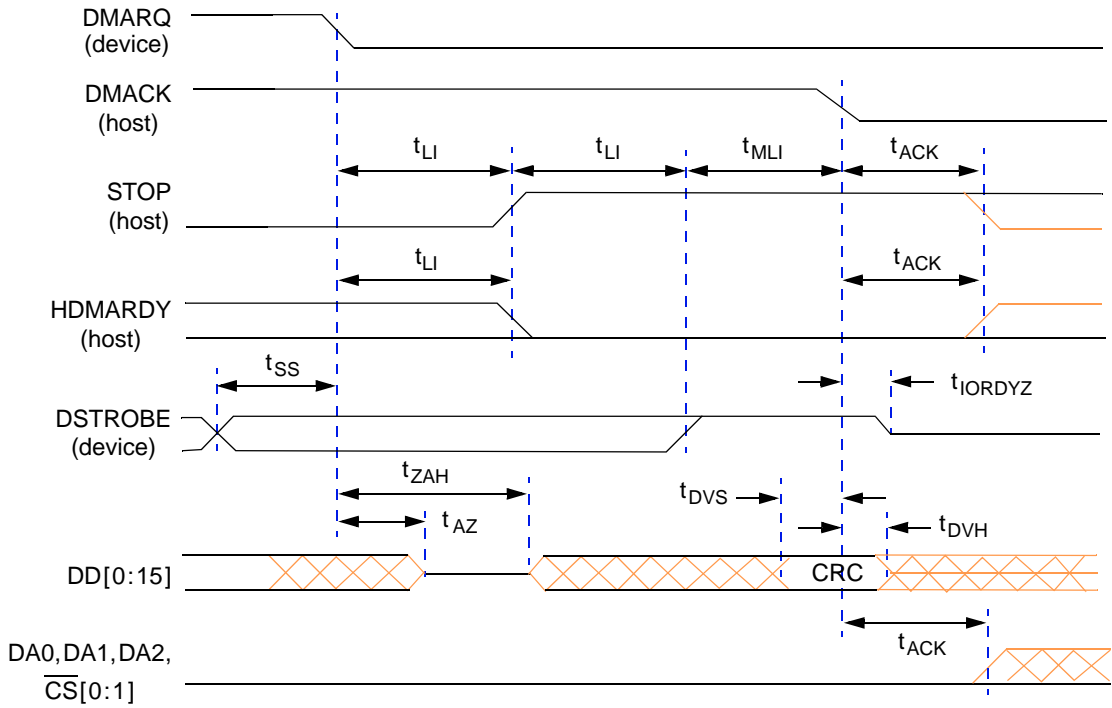 DMARQ
(device)
DMACK
(host)
tLI
tLI
tMLI
tACK
STOP
(host)
tLI
tACK
HDMARDY
(host)
tSS
tIORDYZ
DSTROBE
(device)
tZAH
tDVS
tAZ
tDVH
DD[0:15]
CRC
tACK
DA0,DA1,DA2,
CS[0:1]